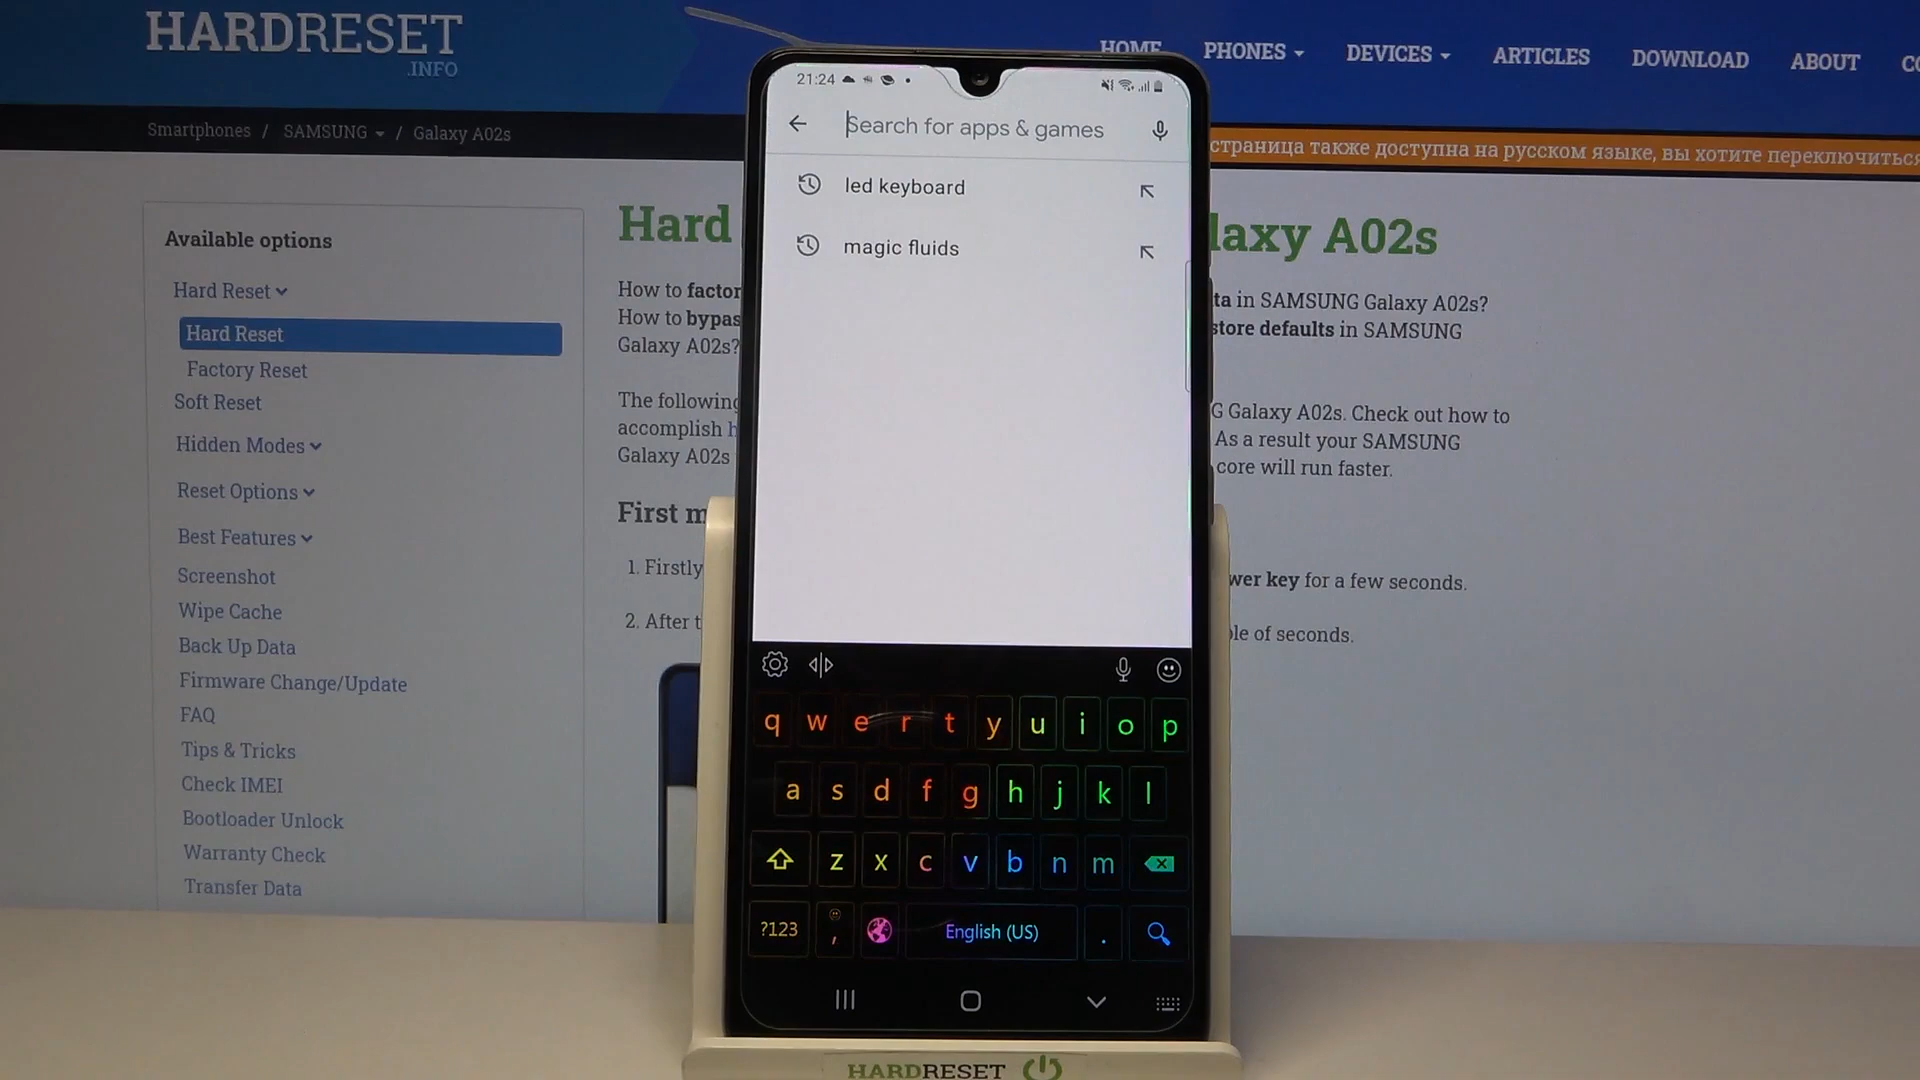 HARDRESET
.INFO
HOME
PHONES
DEVICES
ARTICLES
DOWNLOAD
ABOUT
Smartphones / SAMSUNG / Galaxy A02s
страница также доступна на русском языке, вы хотите переключиться
Available options
Hard Reset
Hard Reset
Factory Reset
Soft Reset
Hidden Modes
Reset Options
Best Features
Screenshot
Wipe Cache
Back Up Data
Firmware Change/Update
FAQ
Tips & Tricks
Check IMEI
Bootloader Unlock
Warranty Check
Transfer Data
Hard
laxy A02s
How to factor
ta in SAMSUNG Galaxy A02s?
How to bypas
store defaults in SAMSUNG
Galaxy A02s?
The following
G Galaxy A02s. Check out how to
accomplish h
As a result your SAMSUNG
Galaxy A02s
core will run faster.
First m
1. Firstly
wer key for a few seconds.
2. After t
ple of seconds.
21:24
Search for apps & games
led keyboard
magic fluids
q w e r t y u i o p
a s d f g h j k l
z x c v b n m
?123 , English (US) .
HARDRESET